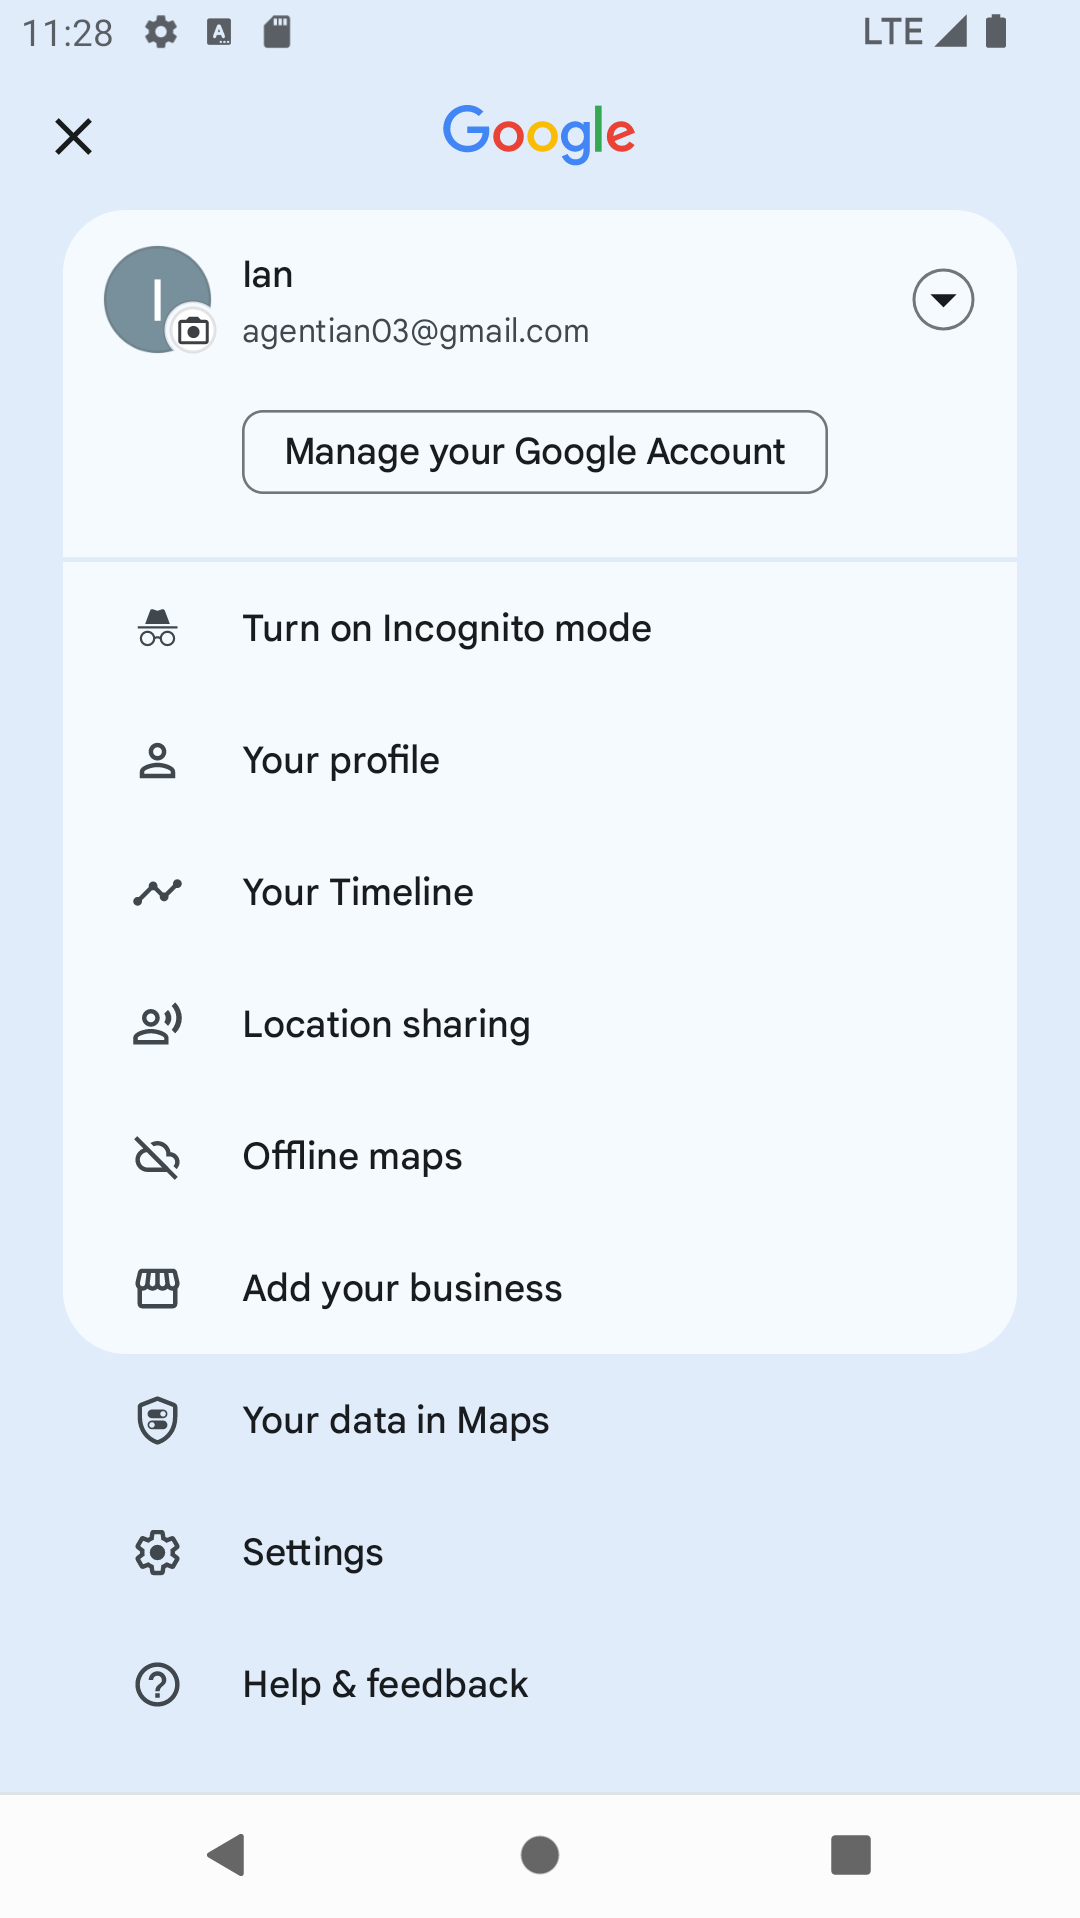 11:28
LTE
Google
I
Ian
agentian03@gmail.com
Manage your Google Account
Turn on Incognito mode
Your profile
Your Timeline
Location sharing
Offline maps
Add your business
Your data in Maps
Settings
Help & feedback